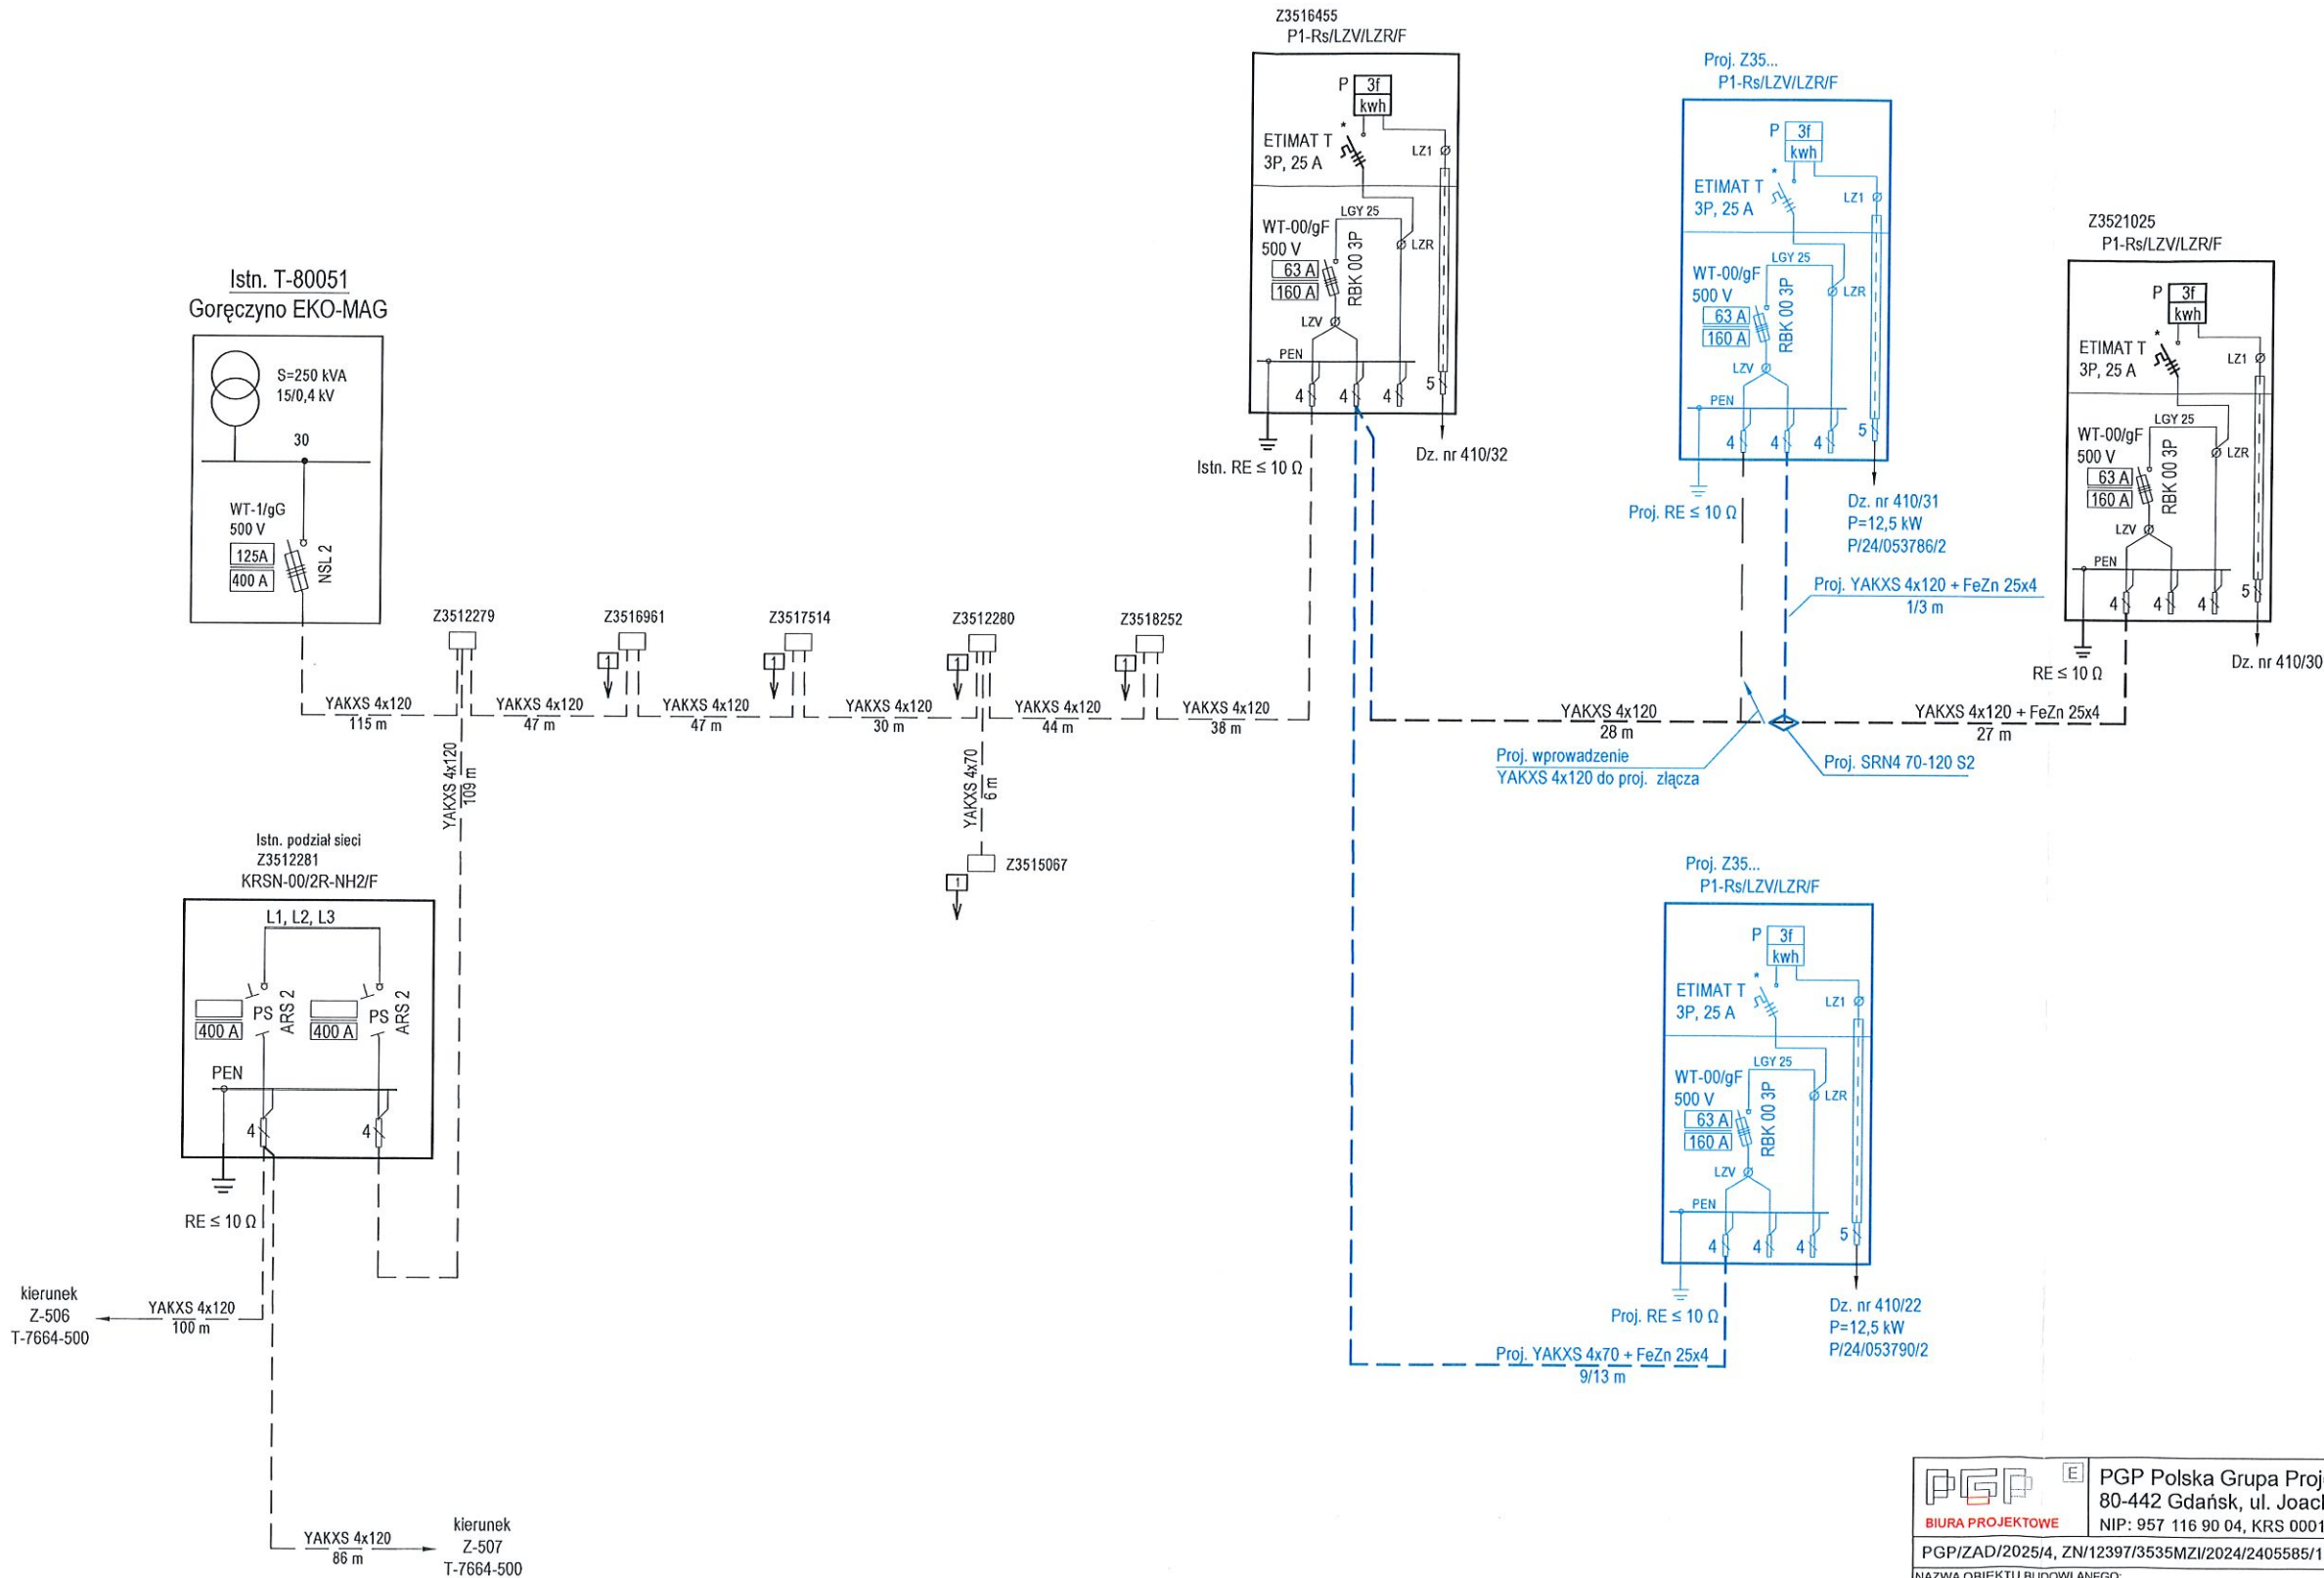 Z3516455
P1-Rs/LZV/LZR/F
P
3f
kwh
*
ETIMAT T
3P, 25 A
LZ1
LGY 25
WT-00/gF
500 V
63 A
160 A
RBK 00 3P
LZR
LZV
PEN
4
4
4
5
Istn. RE ≤ 10 Ω
Dz. nr 410/32
Proj. Z35...
P1-Rs/LZV/LZR/F
P
3f
kwh
*
ETIMAT T
3P, 25 A
LZ1
LGY 25
WT-00/gF
500 V
63 A
160 A
RBK 00 3P
LZR
LZV
PEN
4
4
4
5
Proj. RE ≤ 10 Ω
Dz. nr 410/31
P=12,5 kW
P/24/053786/2
Proj. YAKXS 4x120 + FeZn 25x4
1/3 m
Z3521025
P1-Rs/LZV/LZR/F
P
3f
kwh
*
ETIMAT T
3P, 25 A
LZ1
LGY 25
WT-00/gF
500 V
63 A
160 A
RBK 00 3P
LZR
LZV
PEN
4
4
4
5
RE ≤ 10 Ω
Dz. nr 410/30
Istn. T-80051
Goręczyno EKO-MAG
S=250 kVA
15/0,4 kV
30
WT-1/gG
500 V
125A
400 A
NSL 2
Z3512279
Z3516961
Z3517514
Z3512280
Z3518252
1
1
1
1
YAKXS 4x120
115 m
YAKXS 4x120
47 m
YAKXS 4x120
47 m
YAKXS 4x120
30 m
YAKXS 4x120
44 m
YAKXS 4x120
38 m
YAKXS 4x120
28 m
YAKXS 4x120 + FeZn 25x4
27 m
Proj. wprowadzenie
YAKXS 4x120 do proj. złącza
Proj. SRN4 70-120 S2
YAKXS 4x120
109 m
YAKXS 4x70
6 m
Z3515067
1
Istn. podział sieci
Z3512281
KRSN-00/2R-NH2/F
L1, L2, L3
400 A
PS
ARS 2
400 A
PS
ARS 2
PEN
4
4
RE ≤ 10 Ω
kierunek
Z-506
T-7664-500
YAKXS 4x120
100 m
YAKXS 4x120
86 m
kierunek
Z-507
T-7664-500
Proj. Z35...
P1-Rs/LZV/LZR/F
P
3f
kwh
*
ETIMAT T
3P, 25 A
LZ1
LGY 25
WT-00/gF
500 V
63 A
160 A
RBK 00 3P
LZR
LZV
PEN
4
4
4
5
Proj. RE ≤ 10 Ω
Dz. nr 410/22
P=12,5 kW
P/24/053790/2
Proj. YAKXS 4x70 + FeZn 25x4
9/13 m
PGP
E
BIURA PROJEKTOWE
PGP Polska Grupa Proj
80-442 Gdańsk, ul. Joach
NIP: 957 116 90 04, KRS 0001
PGP/ZAD/2025/4, ZN/12397/3535MZI/2024/2405585/1
NAZWA OBIEKTU BUDOWLANEGO: